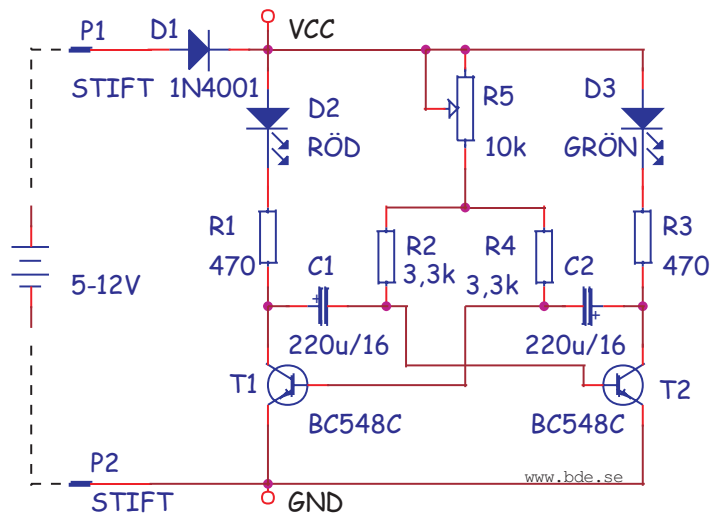 P1
D1
VCC
STIFT
1N4001
D2
RÖD
R5
10k
D3
GRÖN
R1
470
C1
R2
3,3k
R4
3,3k
C2
R3
470
5-12V
+
220u/16
+
220u/16
T1
BC548C
BC548C
T2
P2
STIFT
GND
www.bde.se